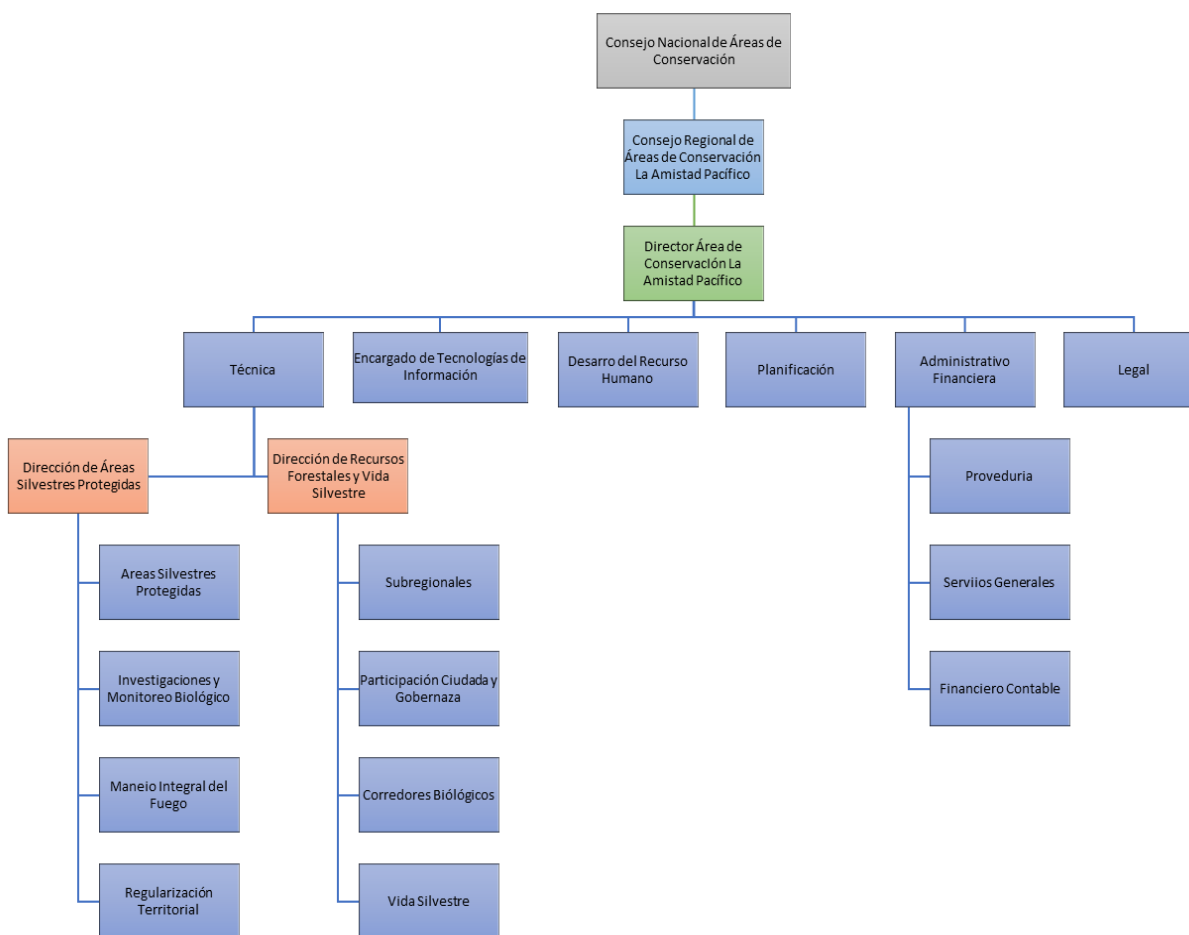 Consejo Nacional de Áreas de
Conservación
Consejo Regional de
Áreas de Conservación
La Amistad Pacífico
Director Área de
Conservación La
Amistad Pacífico
Técnica
Encargado de Tecnologías de
Información
Desarro del Recurso
Humano
Planificación
Administrativo
Financiera
Legal
Dirección de Áreas
Silvestres Protegidas
Dirección de Recursos
Forestales y Vida
Silvestre
Proveduria
Areas Silvestres
Protegidas
Subregionales
Serviios Generales
Investigaciones y
Monitoreo Biológico
Participación Ciudada y
Gobernaza
Financiero Contable
Maneio Integral del
Fuego
Corredores Biólógicos
Regularización
Territorial
Vida Silvestre